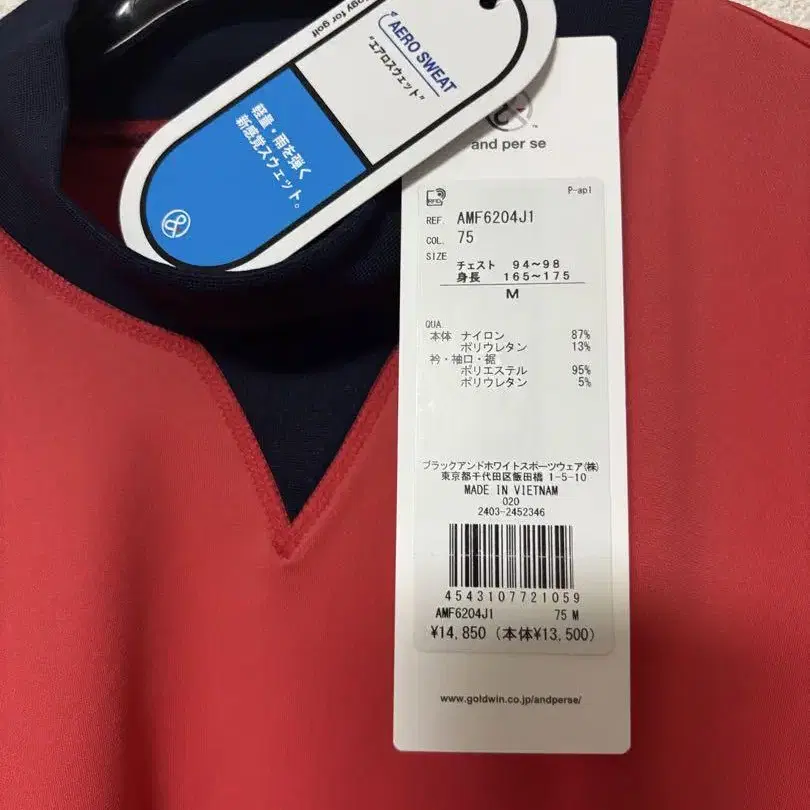 ogy for golf
AERO SWEAT
"エアロスウェット"
軽量・雨を弾く
新感覚スウェット。
and per se
P-apl
RFID
REF. AMF6204J1
COL. 75
SIZE
チェスト 94〜98
身長 165〜175
M
QUA.
本体 ナイロン 87%
ポリウレタン 13%
衿・袖口・裾
ポリエステル 95%
ポリウレタン 5%
ブラックアンドホワイトスポーツウェア(株)
東京都千代田区飯田橋 1-5-10
MADE IN VIETNAM
020
2403-2452346
4543107721059
AMF6204J1 75 M
¥14,850 (本体¥13,500)
www.goldwin.co.jp/andperse/